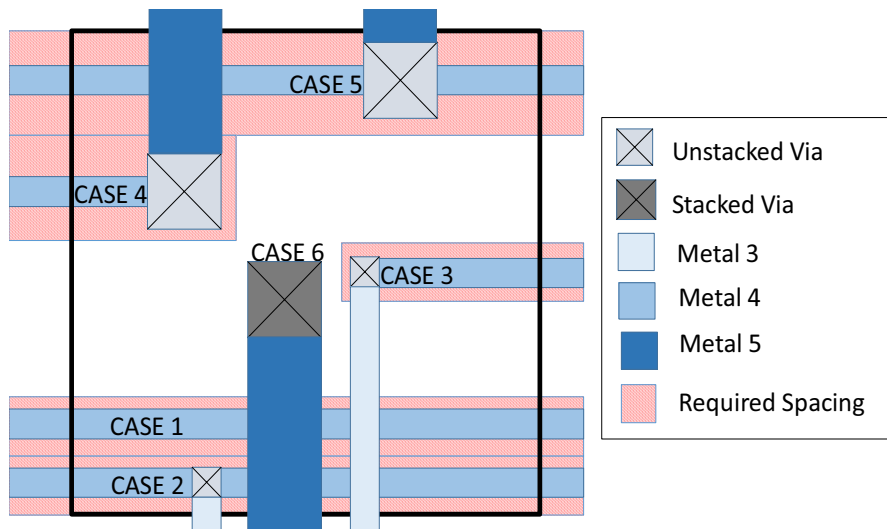 CASE 5
CASE 4
CASE 6
CASE 3
CASE 1
CASE 2
Unstacked Via
Stacked Via
Metal 3
Metal 4
Metal 5
Required Spacing